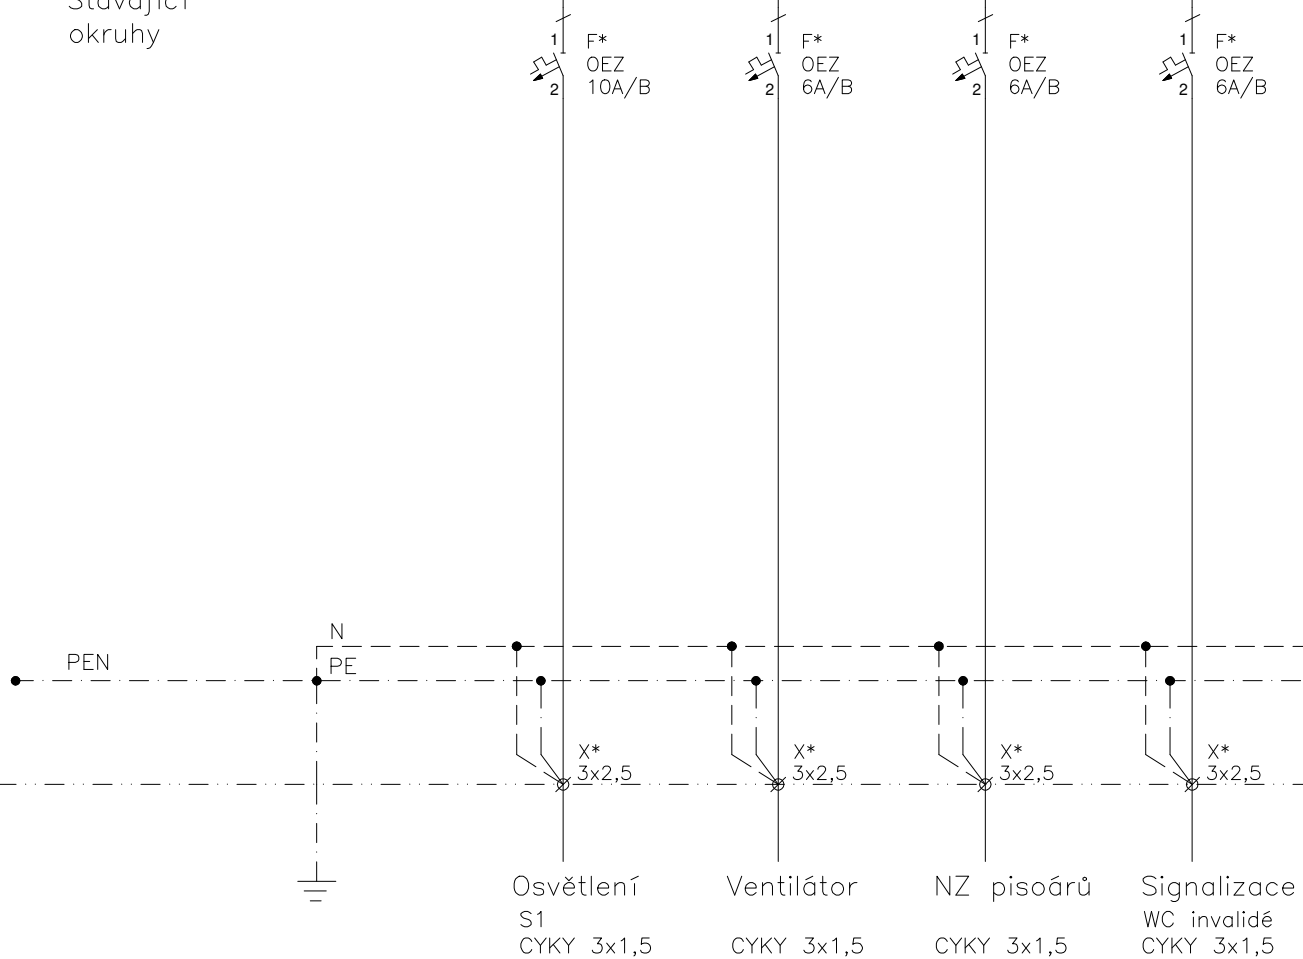 Stávající
okruhy
1
2
F*
OEZ
10A/B
1
2
F*
OEZ
6A/B
1
2
F*
OEZ
6A/B
1
2
F*
OEZ
6A/B
N
PEN
PE
X*
3x2,5
X*
3x2,5
X*
3x2,5
X*
3x2,5
Osvětlení
S1
CYKY 3x1,5
Ventilátor
CYKY 3x1,5
NZ pisoárů
CYKY 3x1,5
Signalizace
WC invalidé
CYKY 3x1,5